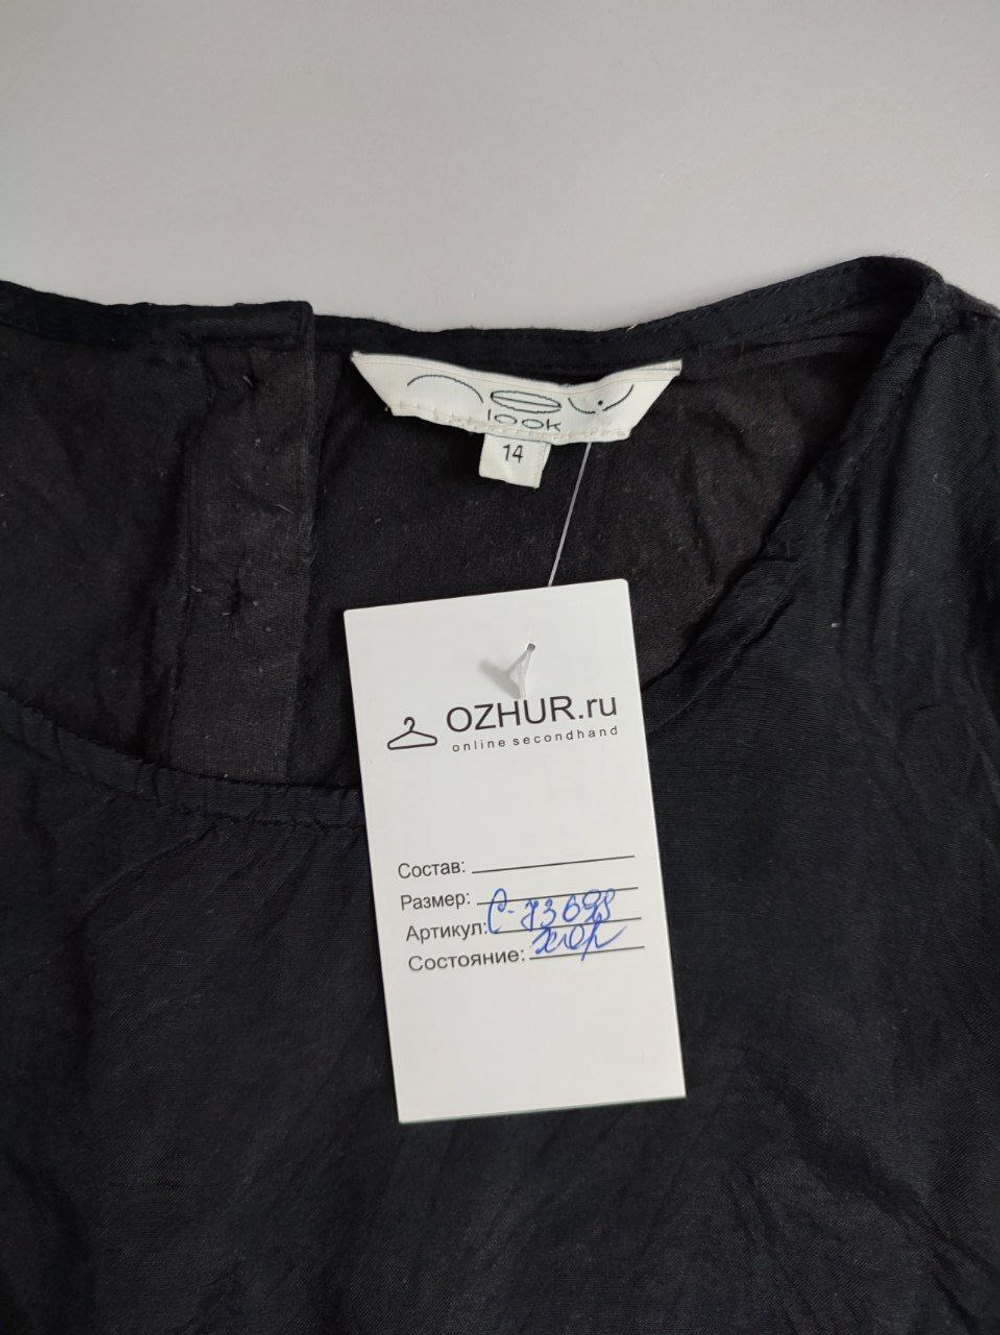 new
look
14
OZHUR.ru
online secondhand
Состав:
Размер:
Артикул: С-73698
Состояние: хор